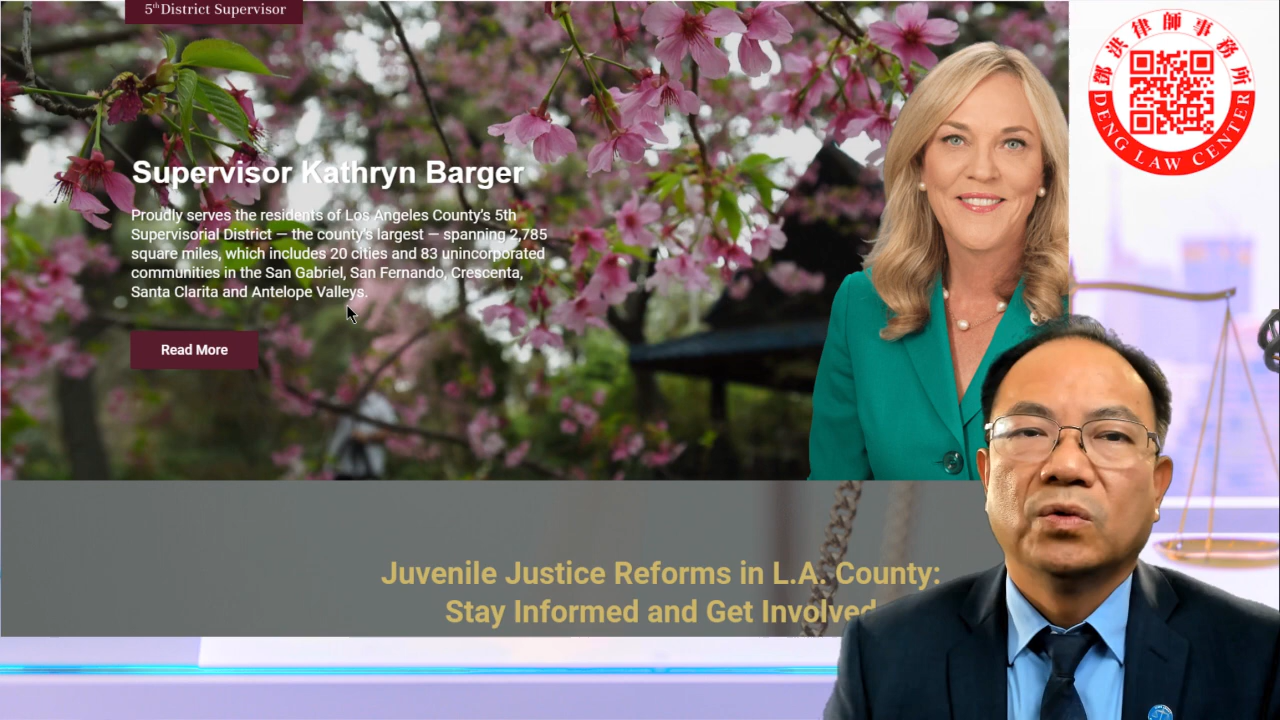 5th District Supervisor
Supervisor Kathryn Barger
Proudly serves the residents of Los Angeles County's 5th
Supervisorial District — the county's largest — spanning 2,785
square miles, which includes 20 cities and 83 unincorporated
communities in the San Gabriel, San Fernando, Crescenta,
Santa Clarita and Antelope Valleys.
Read More
Juvenile Justice Reforms in L.A. County:
Stay Informed and Get Involved
鄧洪律師事務所
DENG LAW CENTER